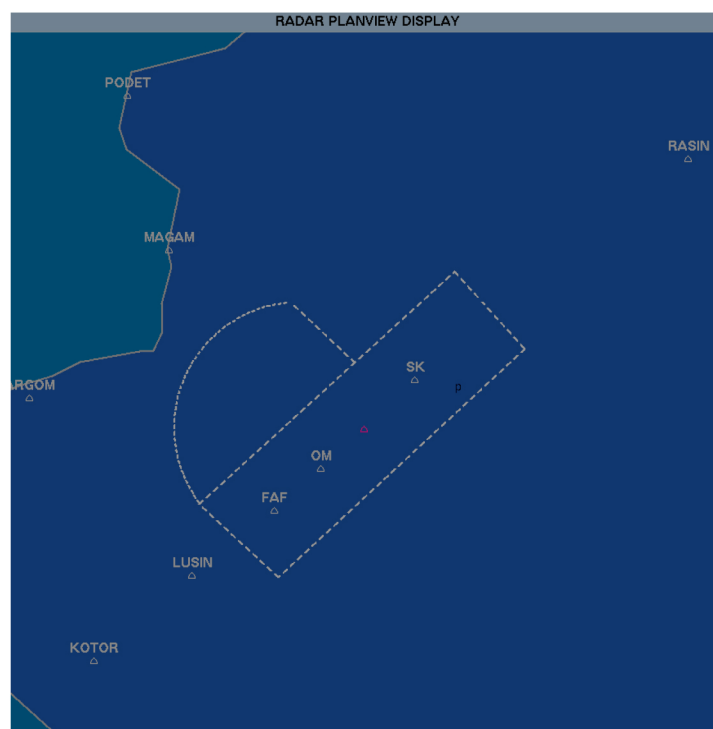 RADAR PLANVIEW DISPLAY
PODET
RASIN
MAGAM
SK
ARGOM
p
OM
FAF
LUSIN
KOTOR